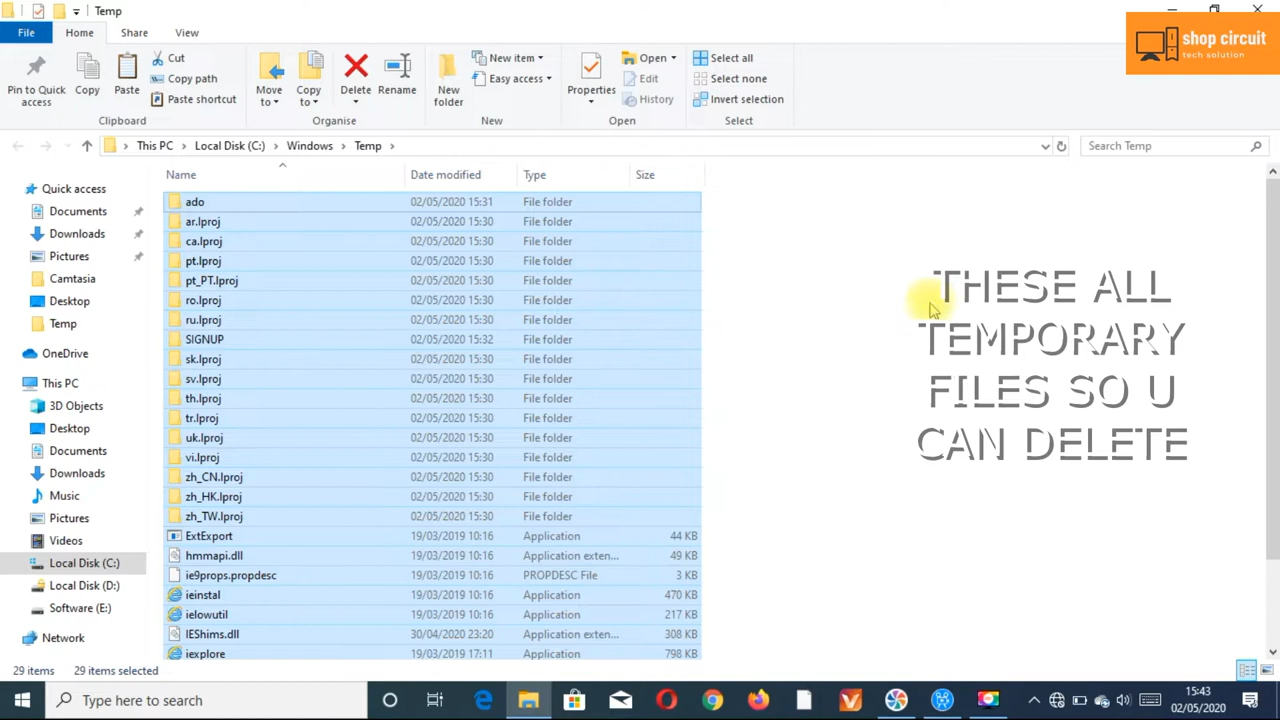 Temp
File Home Share View
shop circuit
tech solution
Pin to Quick access
Copy
Paste
Cut
Copy path
Paste shortcut
Clipboard
Move to
Copy to
Delete
Rename
Organise
New folder
New item
Easy access
New
Properties
Open
Edit
History
Open
Select all
Select none
Invert selection
Select
This PC Local Disk (C:) Windows Temp
Search Temp
Quick access
Documents
Downloads
Pictures
Camtasia
Desktop
Temp
OneDrive
This PC
3D Objects
Desktop
Documents
Downloads
Music
Pictures
Videos
Local Disk (C:)
Local Disk (D:)
Software (E:)
Network
Name Date modified Type Size
ado 02/05/2020 15:31 File folder
ar.lproj 02/05/2020 15:30 File folder
ca.lproj 02/05/2020 15:30 File folder
pt.lproj 02/05/2020 15:30 File folder
pt_PT.lproj 02/05/2020 15:30 File folder
ro.lproj 02/05/2020 15:30 File folder
ru.lproj 02/05/2020 15:30 File folder
SIGNUP 02/05/2020 15:32 File folder
sk.lproj 02/05/2020 15:30 File folder
sv.lproj 02/05/2020 15:30 File folder
th.lproj 02/05/2020 15:30 File folder
tr.lproj 02/05/2020 15:30 File folder
uk.lproj 02/05/2020 15:30 File folder
vi.lproj 02/05/2020 15:30 File folder
zh_CN.lproj 02/05/2020 15:30 File folder
zh_HK.lproj 02/05/2020 15:30 File folder
zh_TW.lproj 02/05/2020 15:30 File folder
ExtExport 19/03/2019 10:16 Application 44 KB
hmmapi.dll 19/03/2019 10:16 Application exten... 49 KB
ie9props.propdesc 19/03/2019 10:16 PROPDESC File 3 KB
ieinstal 19/03/2019 10:16 Application 470 KB
ielowutil 19/03/2019 10:16 Application 217 KB
IEShims.dll 30/04/2020 23:20 Application exten... 308 KB
iexplore 19/03/2019 17:11 Application 798 KB
THESE ALL
TEMPORARY
FILES SO U
CAN DELETE
29 items 29 items selected
Type here to search
15:43
02/05/2020